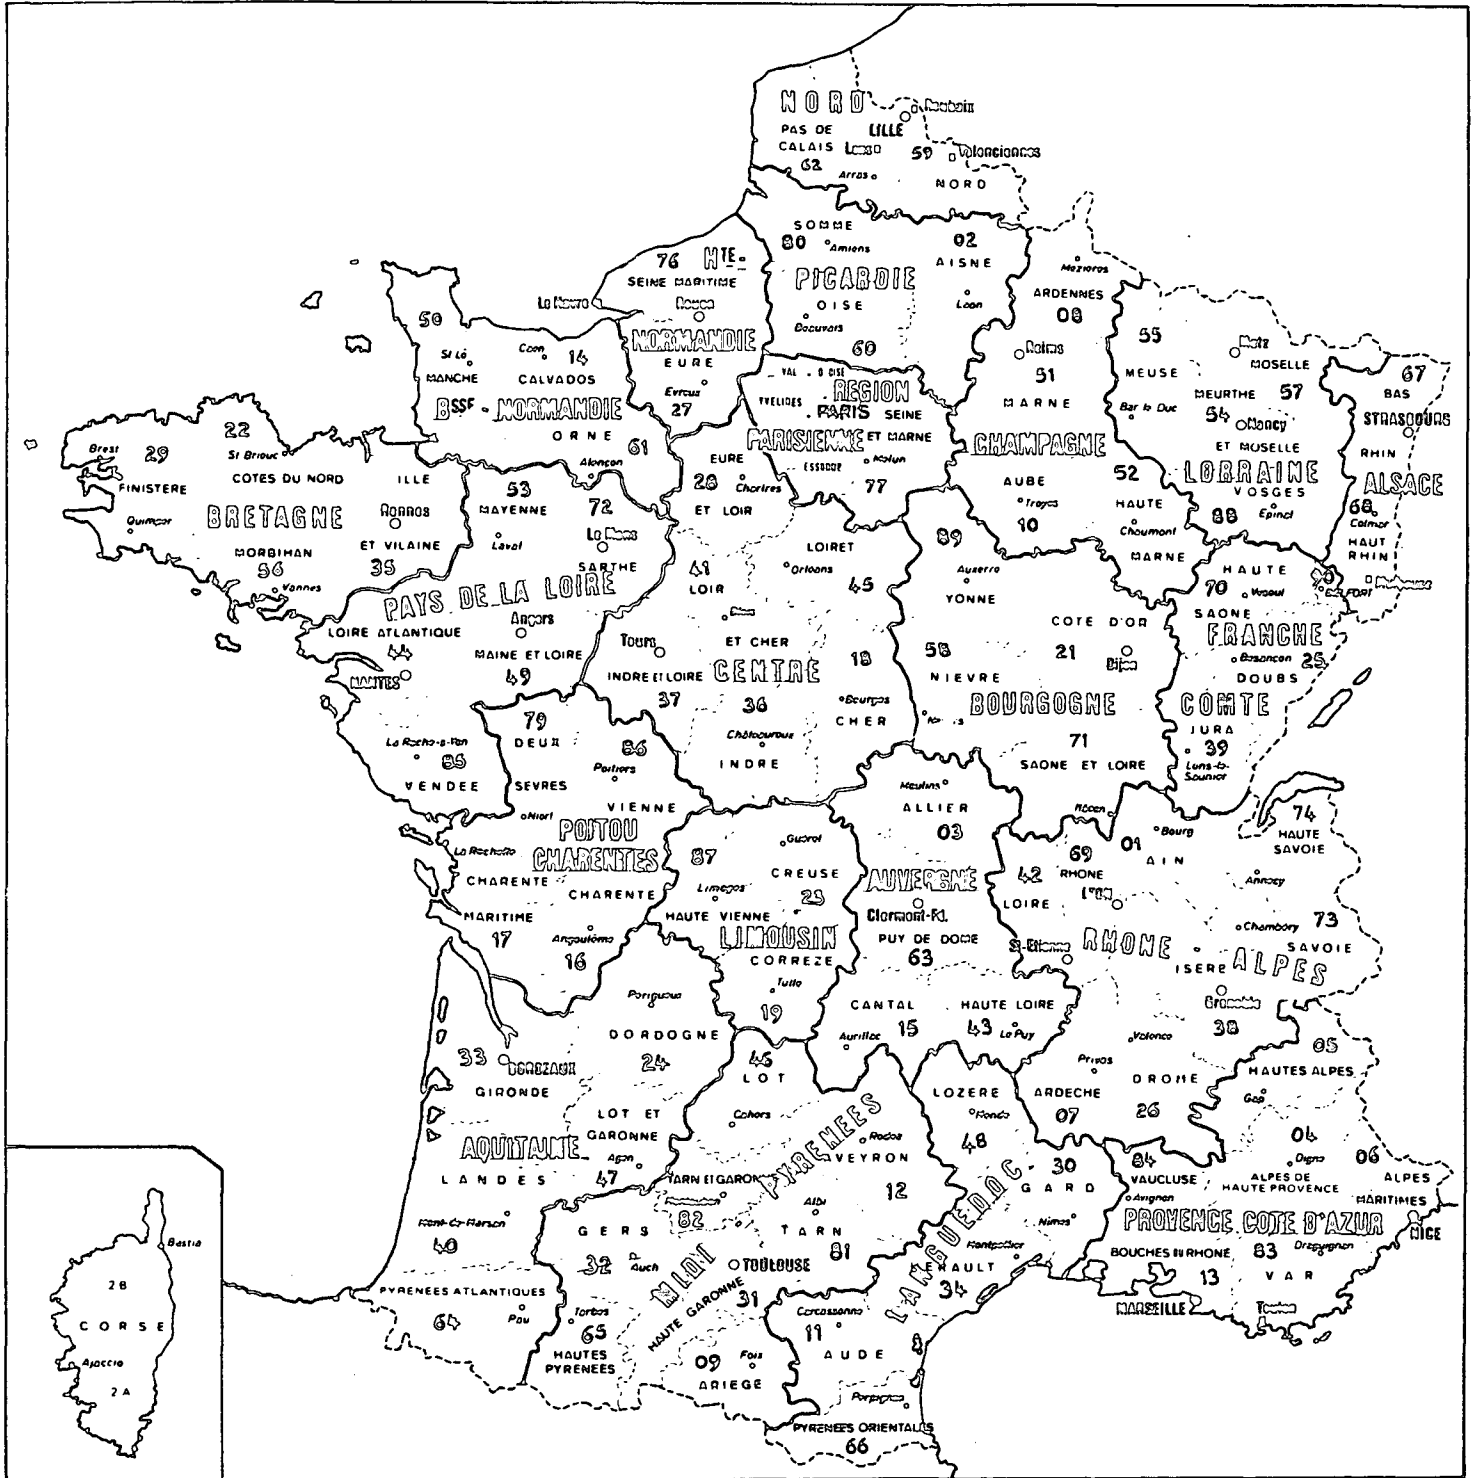 NORD
Roubaix
PAS DE CALAIS
LILLE
Lens
62
59
Valenciennes
Arras
NORD
SOMME
80
Amiens
02
AISNE
PICARDIE
OISE
Laon
Beauvais
60
76
HTE-
SEINE MARITIME
Rouen
NORMANDIE
EURE
Evreux
27
Le Havre
Mezieres
ARDENNES
08
Reims
51
MARNE
CHAMPAGNE
AUBE
Troyes
10
52
HAUTE
Chaumont
MARNE
55
MEUSE
Bar le Duc
Metz
MOSELLE
57
MEURTHE
54
Nancy
ET MOSELLE
LORRAINE
VOSGES
88
Epinal
67
BAS
STRASBOURG
RHIN
ALSACE
68
Colmar
HAUT
RHIN
Mulhouse
50
St Lô
MANCHE
Caen
14
CALVADOS
BSSE-NORMANDIE
ORNE
61
Alençon
VAL D'OISE
YVELINES
REGION
PARIS
SEINE
PARISIENNE
ET MARNE
ESSONNE
Melun
77
Brest
29
FINISTERE
Quimper
22
St Brieuc
COTES DU NORD
BRETAGNE
MORBIHAN
56
Vannes
ILLE
Rennes
ET VILAINE
35
53
MAYENNE
Laval
72
Le Mans
SARTHE
PAYS DE LA LOIRE
Angers
LOIRE ATLANTIQUE
44
NANTES
MAINE ET LOIRE
49
La Roche-s-Yon
85
VENDEE
EURE
28
Chartres
ET LOIR
LOIRET
Orleans
45
41
LOIR
Blois
ET CHER
Tours
INDRE ET LOIRE
37
CENTRE
18
Bourges
CHER
36
Châteauroux
INDRE
89
Auxerre
YONNE
COTE D'OR
58
21
Dijon
NIEVRE
BOURGOGNE
71
SAONE ET LOIRE
Mâcon
70
HAUTE
Vesoul
SAONE
90
BELFORT
FRANCHE
Besançon
25
DOUBS
COMTE
JURA
39
Lons-le-Saunier
79
DEUX
SEVRES
Niort
86
Poitiers
VIENNE
POITOU
CHARENTES
La Rochelle
CHARENTE
MARITIME
17
CHARENTE
Angoulême
16
87
Limoges
HAUTE VIENNE
Gueret
CREUSE
23
LIMOUSIN
CORREZE
Tulle
19
Moulins
ALLIER
03
AUVERGNE
Clermont-Fd.
PUY DE DOME
63
CANTAL
15
Aurillac
HAUTE LOIRE
43
Le Puy
69
RHONE
LYON
01
Bourg
AIN
42
LOIRE
St-Etienne
74
HAUTE
SAVOIE
Annecy
Chambery
73
SAVOIE
RHONE
ALPES
ISERE
Grenoble
38
Valence
DROME
26
Privas
ARDECHE
07
Perigueux
DORDOGNE
24
33
BORDEAUX
GIRONDE
LOT ET
GARONNE
Agen
47
AQUITAINE
LANDES
Mont-de-Marsan
40
PYRENEES ATLANTIQUES
64
Pau
46
LOT
Cahors
PYRENEES
Rodez
AVEYRON
12
TARN ET GARONNE
82
Albi
TARN
81
GERS
32
Auch
MIDI
TOULOUSE
HAUTE GARONNE
31
Tarbes
65
HAUTES
PYRENEES
09
Foix
ARIEGE
LOZERE
Mende
48
30
GARD
Nimes
LANGUEDOC
Montpellier
HERAULT
34
Carcassonne
11
AUDE
Perpignan
PYRENEES ORIENTALES
66
05
HAUTES ALPES
Gap
04
Digne
ALPES DE
HAUTE PROVENCE
06
ALPES
MARITIMES
NICE
84
VAUCLUSE
Avignon
PROVENCE COTE D'AZUR
BOUCHES DU RHONE
13
MARSEILLE
83
Draguignan
VAR
Toulon
Bastia
2B
CORSE
Ajaccio
2A